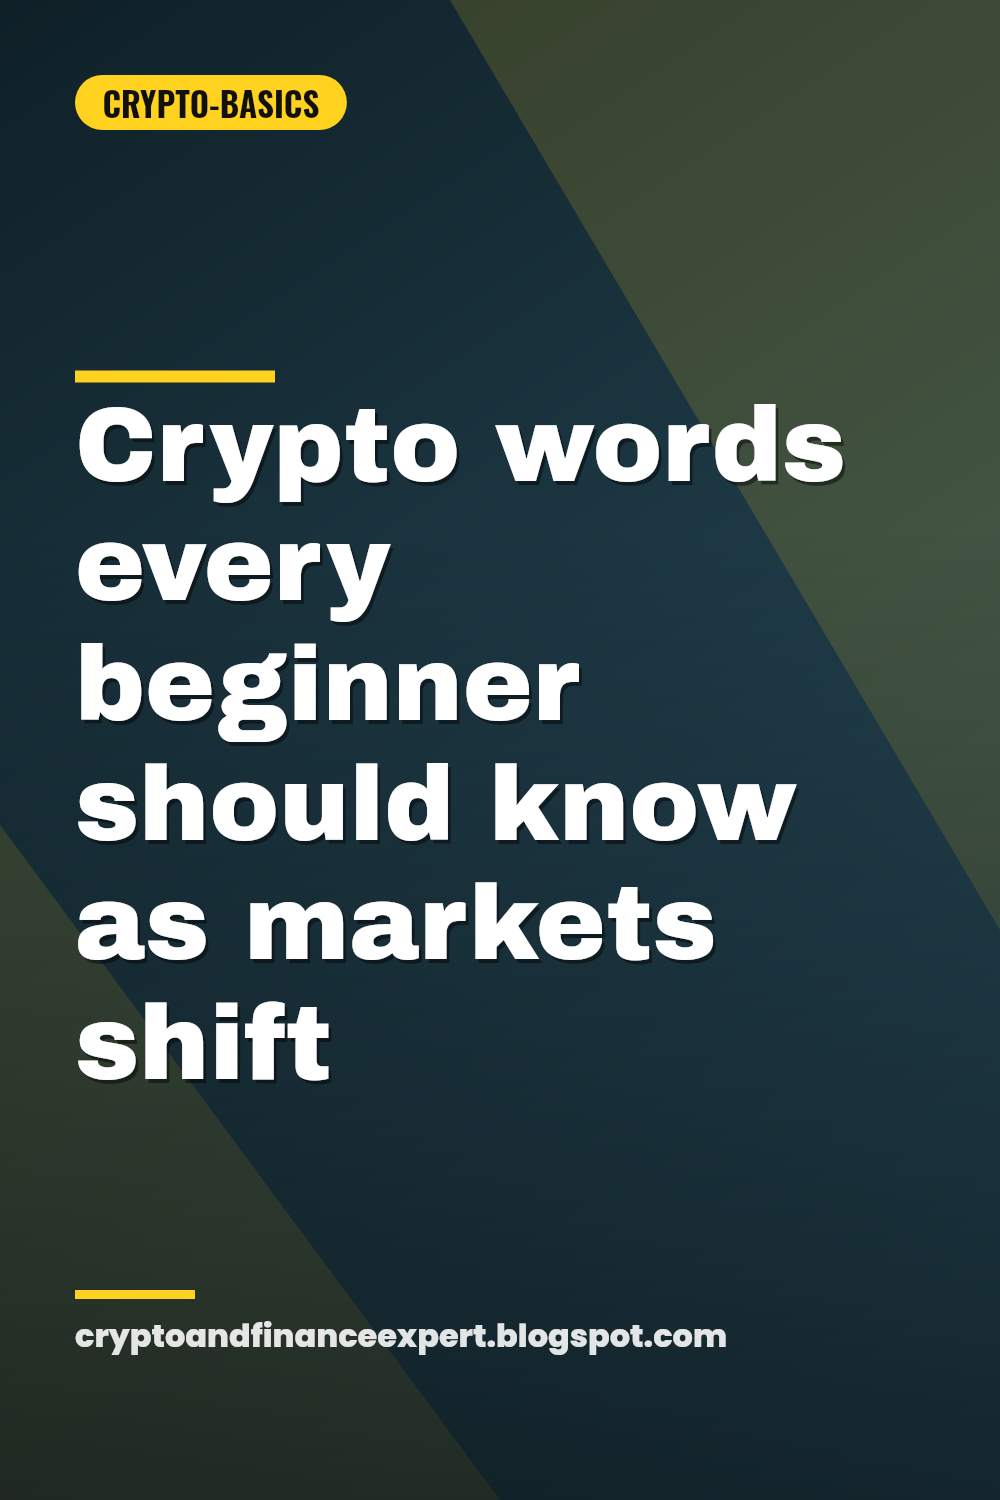 CRYPTO-BASICS
Crypto words
every
beginner
should know
as markets
shift
cryptoandfinanceexpert.blogspot.com